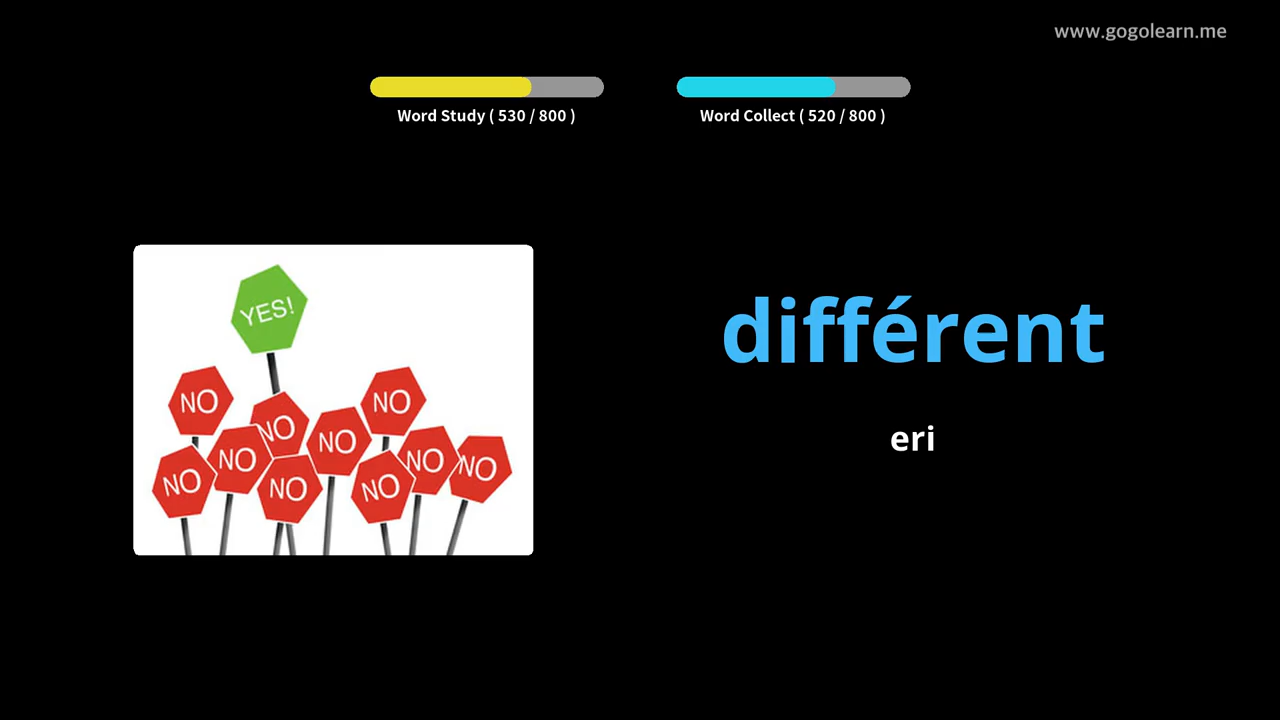 www.gogolearn.me
Word Study ( 530 / 800 )
Word Collect ( 520 / 800 )
YES!
NO
NO
NO
NO
NO
NO
NO
NO
NO
NO
différent
eri